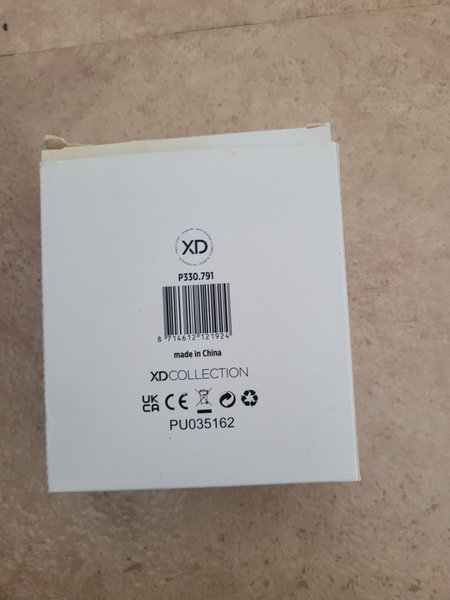 XD
P330.791
8 714612 121924
made in China
XDCOLLECTION
UK
CA CE
PU035162